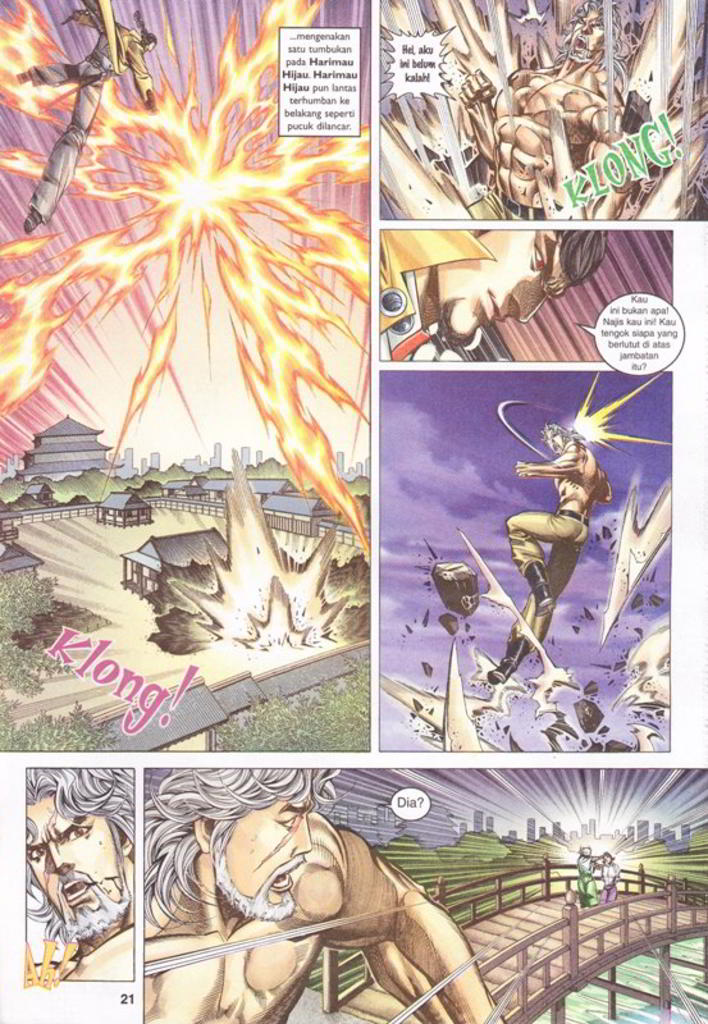 ...mengenakan
satu tumbukan
pada Harimau
Hijau. Harimau
Hijau pun lantas
terhumban ke
belakang seperti
pucuk dilancar.
Klong!
Hei, aku
ini belum
kalah!
KLONG!
Kau
ini bukan apa!
Najis kau ini! Kau
tengok siapa yang
berlutut di atas
jambatan
itu?
Ah!
Dia?
21